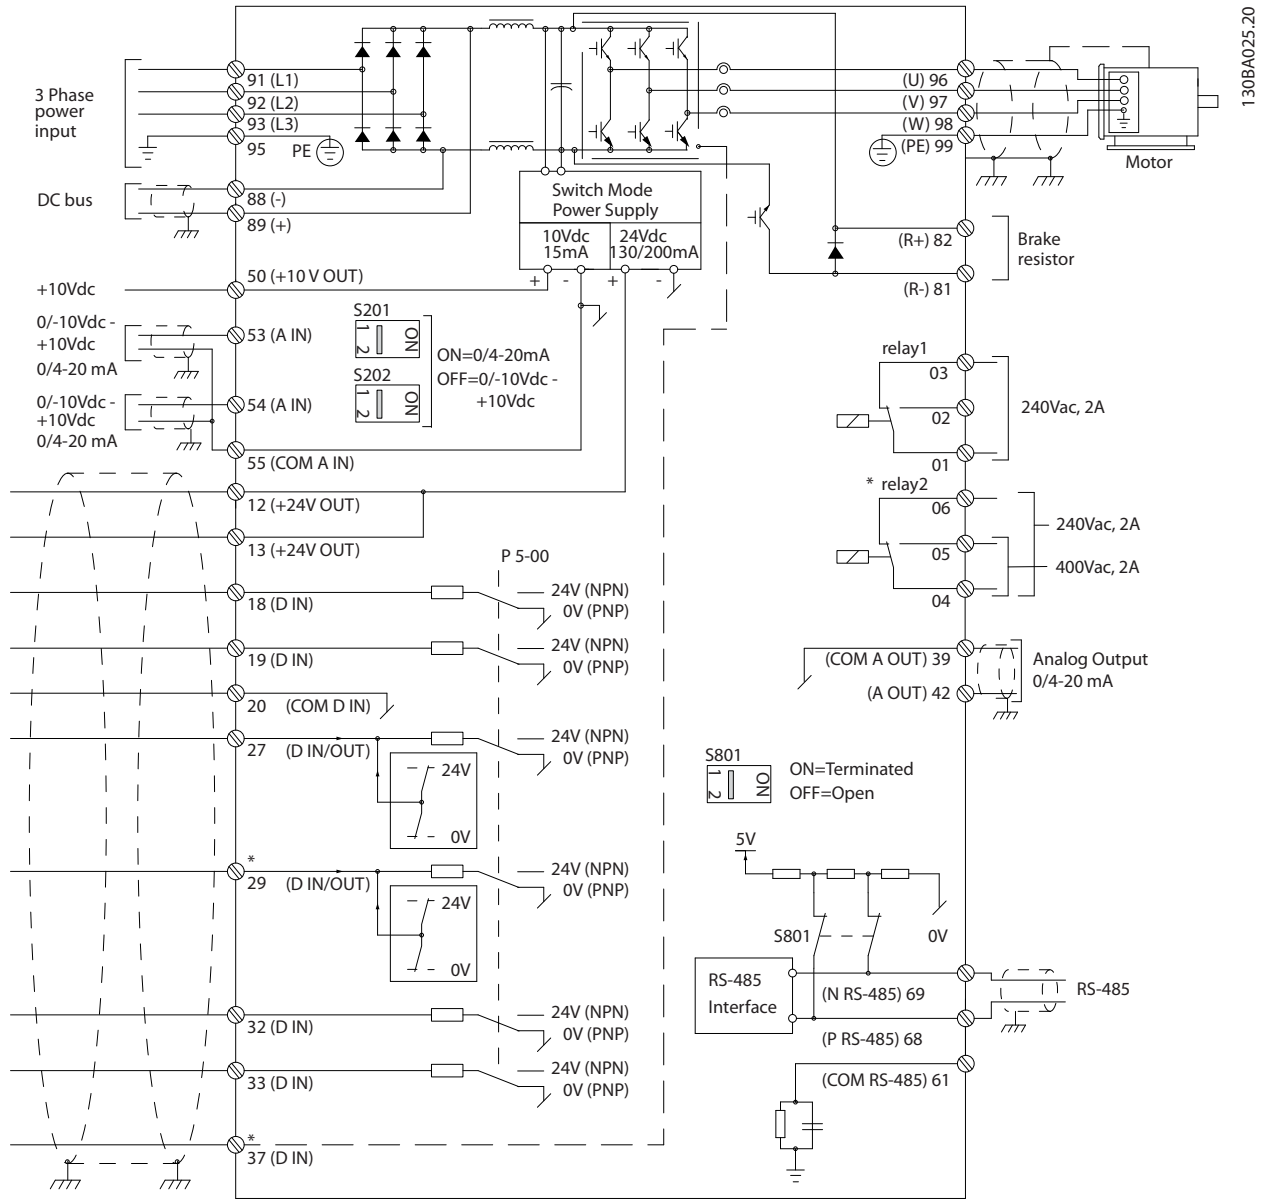 130BA025.20
3 Phase
power
input
91 (L1)
92 (L2)
93 (L3)
95
PE
DC bus
88 (-)
89 (+)
50 (+10 V OUT)
+10Vdc
0/-10Vdc -
+10Vdc
0/4-20 mA
53 (A IN)
0/-10Vdc -
+10Vdc
0/4-20 mA
54 (A IN)
55 (COM A IN)
12 (+24V OUT)
13 (+24V OUT)
18 (D IN)
19 (D IN)
20 (COM D IN)
27 (D IN/OUT)
24V
0V
*
29 (D IN/OUT)
24V
0V
32 (D IN)
33 (D IN)
*
37 (D IN)
Switch Mode
Power Supply
10Vdc
15mA
24Vdc
130/200mA
+ - + -
S201
1 2 ON
S202
1 2 ON
ON=0/4-20mA
OFF=0/-10Vdc -
+10Vdc
P 5-00
24V (NPN)
0V (PNP)
24V (NPN)
0V (PNP)
24V (NPN)
0V (PNP)
24V (NPN)
0V (PNP)
24V (NPN)
0V (PNP)
24V (NPN)
0V (PNP)
(U) 96
(V) 97
(W) 98
(PE) 99
Motor
(R+) 82
(R-) 81
Brake
resistor
relay1
03
02
01
240Vac, 2A
* relay2
06
05
04
240Vac, 2A
400Vac, 2A
(COM A OUT) 39
(A OUT) 42
Analog Output
0/4-20 mA
S801
1 2 ON
ON=Terminated
OFF=Open
5V
S801
0V
RS-485
Interface
(N RS-485) 69
(P RS-485) 68
RS-485
(COM RS-485) 61